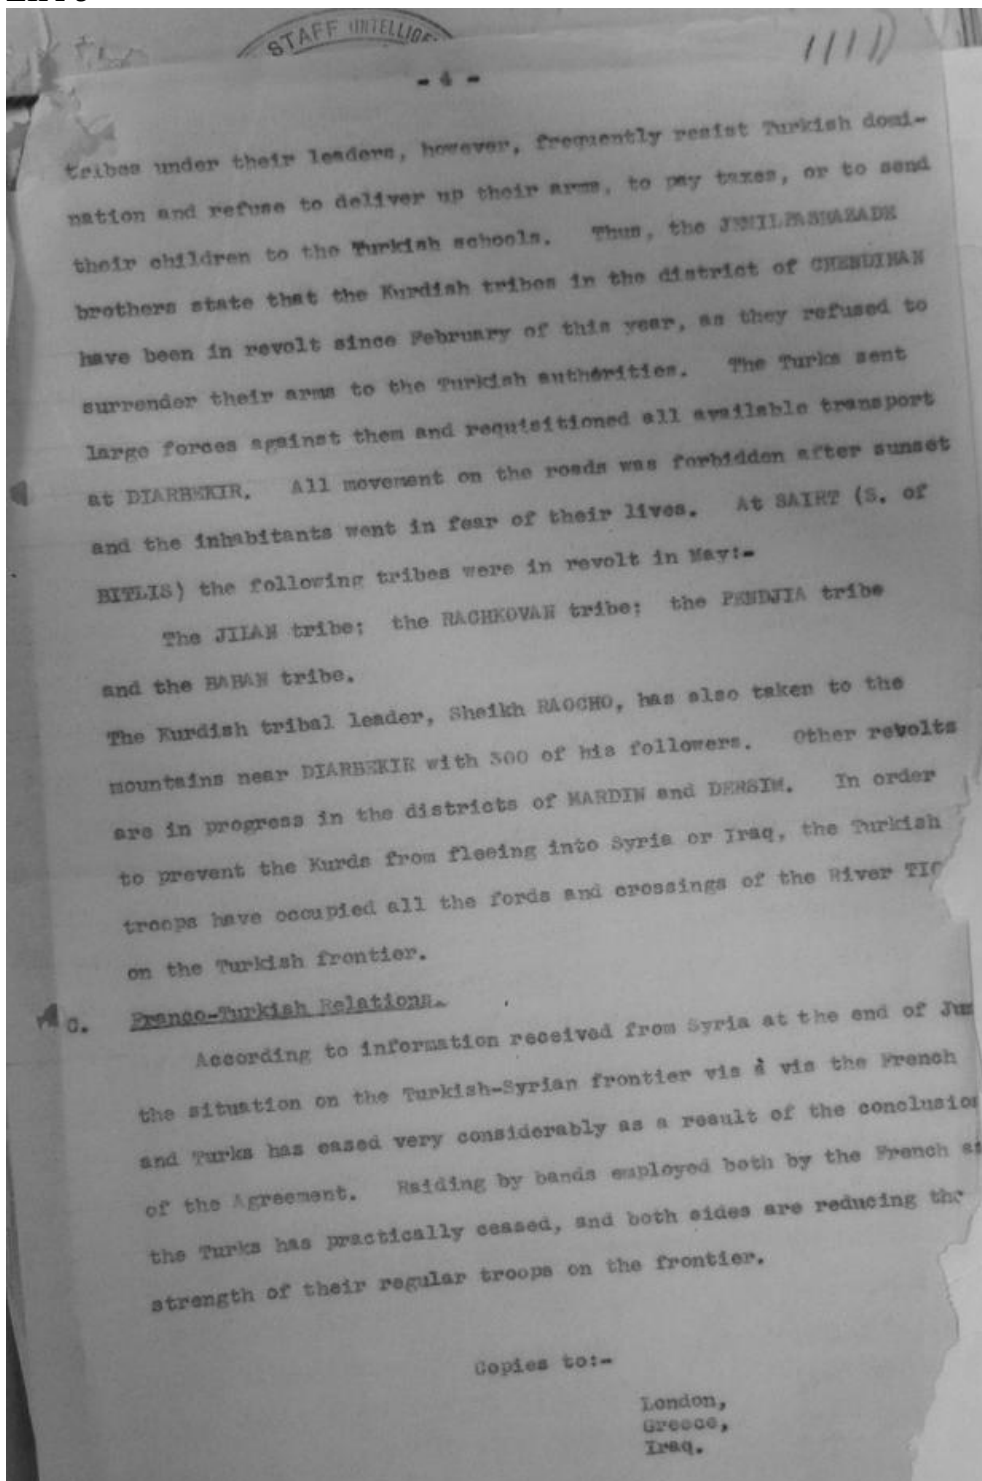 STAFF INTELLIG
1111
- 4 -
tribes under their leaders, however, frequently resist Turkish domi-
nation and refuse to deliver up their arms, to pay taxes, or to send
their children to the Turkish schools. Thus, the JEMILPASHAZADE
brothers state that the Kurdish tribes in the district of
have been in revolt since February of this year, as they refused to
surrender their arms to the Turkish authorities. The Turks sent
large forces against them and requisitioned all available transport
at DIARBEKIR. All movement on the roads was forbidden after sunset
and the inhabitants went in fear of their lives. At SAIRT (S. of
BITLIS) the following tribes were in revolt in May:-
The JILAN tribe; the RACHKOVAN tribe; the PENDJIA tribe
and the BABAN tribe.
The Kurdish tribal leader, Sheikh RAOCHO, has also taken to the
mountains near DIARBEKIR with 300 of his followers. Other revolts
are in progress in the districts of MARDIN and DERSIM. In order
to prevent the Kurds from fleeing into Syria or Iraq, the Turkish
troops have occupied all the fords and crossings of the River TIG
on the Turkish frontier.
C. Franco-Turkish Relations.
According to information received from Syria at the end of Jun
the situation on the Turkish-Syrian frontier vis à vis the French
and Turks has eased very considerably as a result of the conclusion
of the Agreement. Raiding by bands employed both by the French a
the Turks has practically ceased, and both sides are reducing the
strength of their regular troops on the frontier.
Copies to:-
London,
Greece,
Iraq.